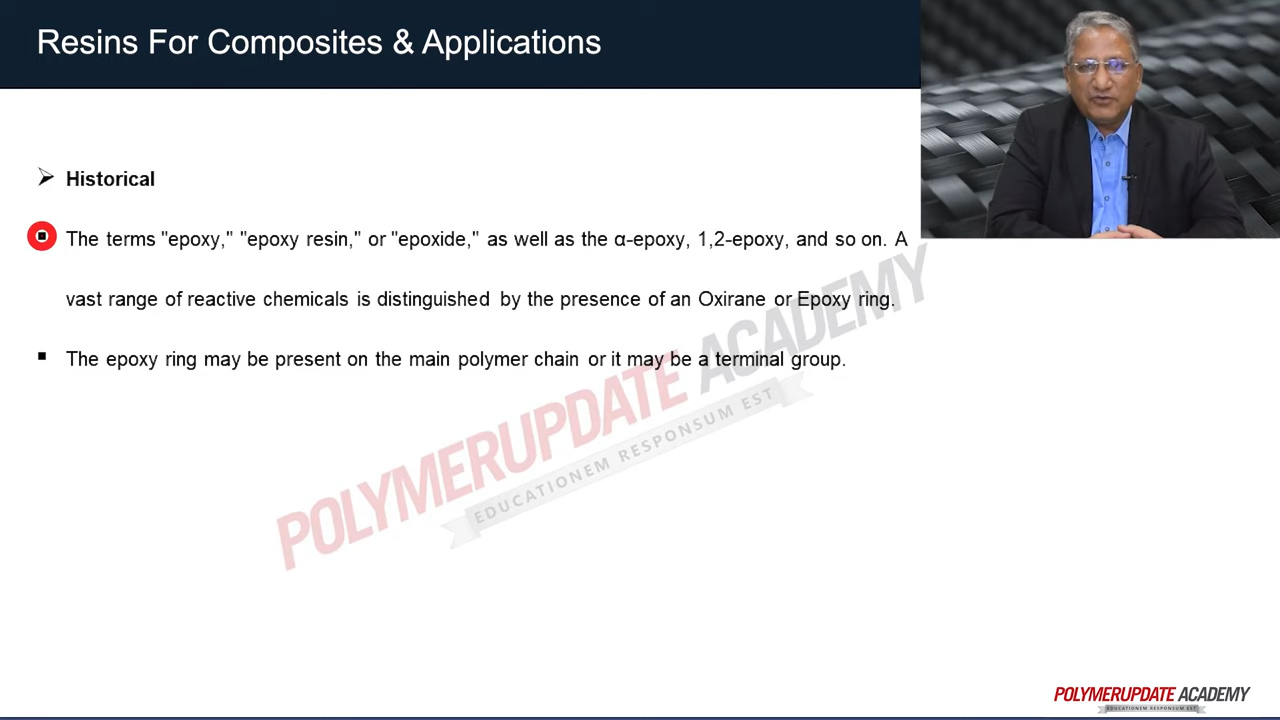 Resins For Composites & Applications
Historical
The terms "epoxy," "epoxy resin," or "epoxide," as well as the α-epoxy, 1,2-epoxy, and so on. A
vast range of reactive chemicals is distinguished by the presence of an Oxirane or Epoxy ring.
The epoxy ring may be present on the main polymer chain or it may be a terminal group.
POLYMERUPDATE ACADEMY
EDUCATIONEM RESPONSUM EST
POLYMERUPDATE ACADEMY
EDUCATIONEM RESPONSUM EST